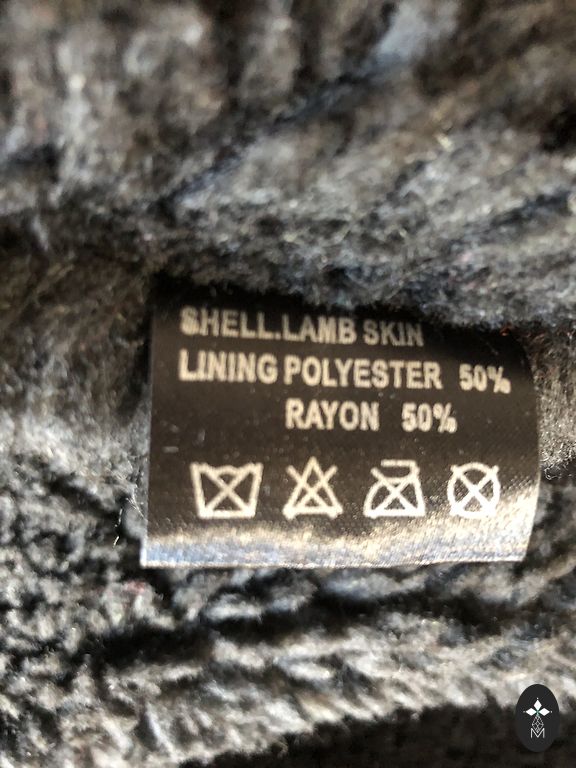 SHELL.LAMB SKIN
LINING POLYESTER 50%
RAYON 50%
M